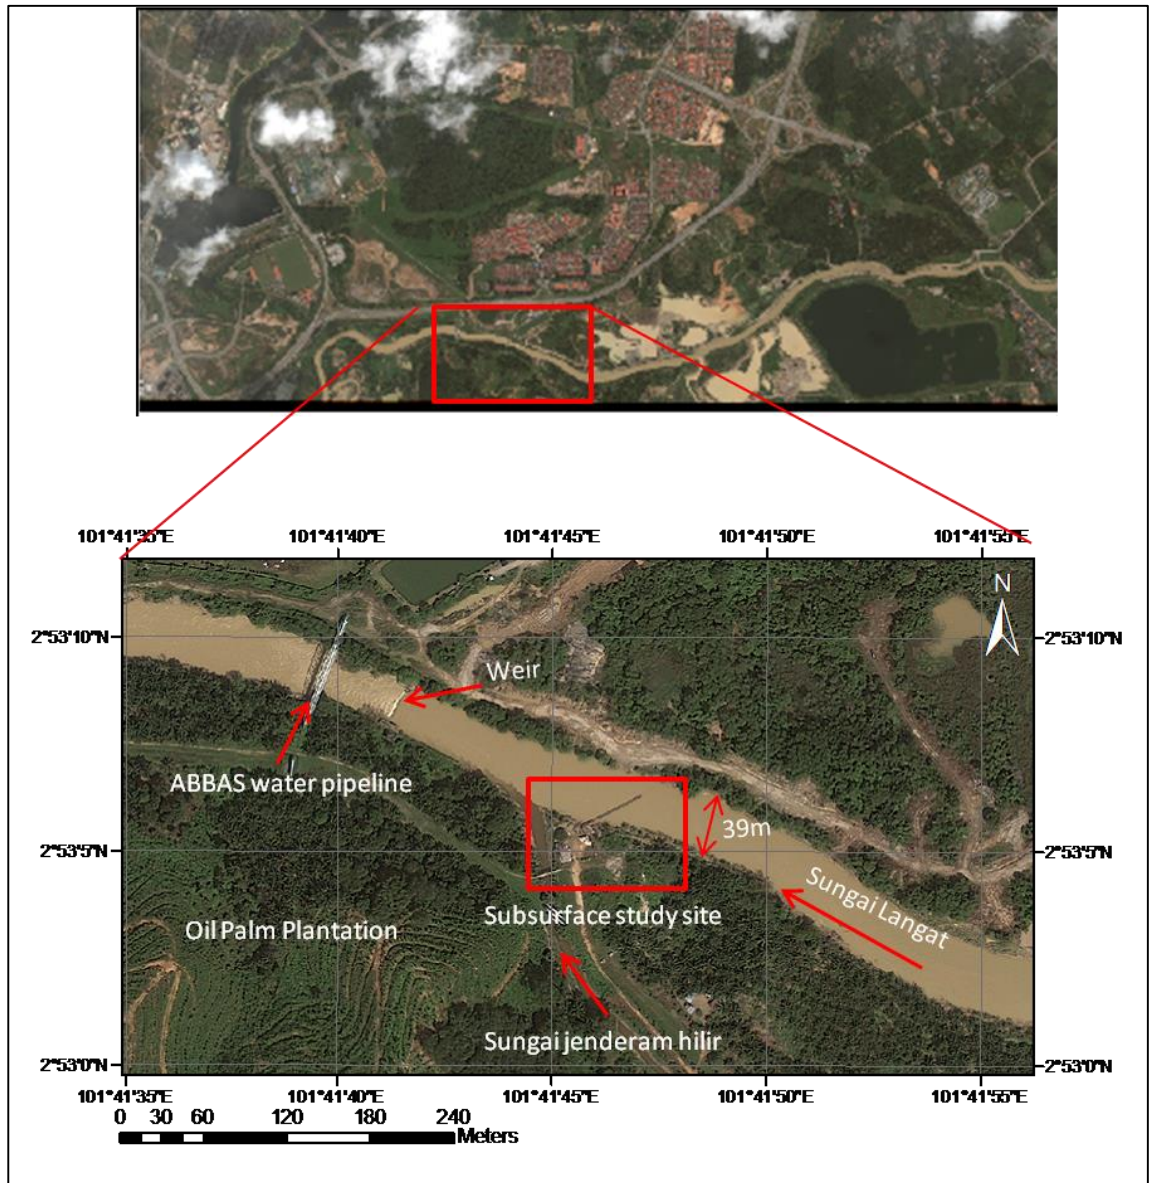 101°41'35"E 101°41'40"E 101°41'45"E 101°41'50"E 101°41'55"E
N
2°53'10"N 2°53'10"N
Weir
ABBAS water pipeline
39m
2°53'5"N 2°53'5"N
Sungai Langat
Subsurface study site
Oil Palm Plantation
Sungai jenderam hilir
2°53'0"N 2°53'0"N
101°41'35"E 101°41'40"E 101°41'45"E 101°41'50"E 101°41'55"E
0 30 60 120 180 240
Meters